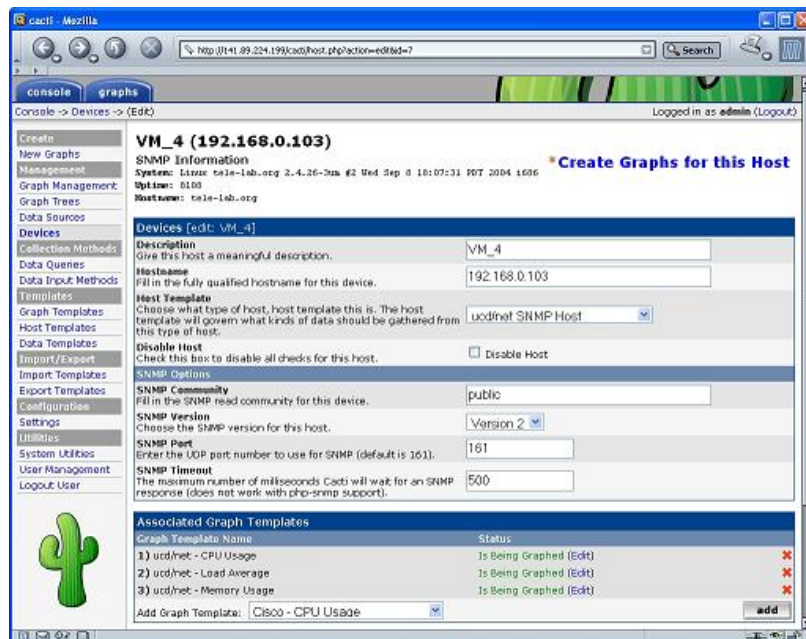 cacti - Mozilla
http://141.89.224.199/cacti/host.php?action=edit&id=7
Search
console
graphs
Console -> Devices -> (Edit)
Logged in as admin (Logout)
Create
New Graphs
Management
Graph Management
Graph Trees
Data Sources
Devices
Collection Methods
Data Queries
Data Input Methods
Templates
Graph Templates
Host Templates
Data Templates
Import/Export
Import Templates
Export Templates
Configuration
Settings
Utilities
System Utilities
User Management
Logout User
VM_4 (192.168.0.103)
SNMP Information
System: Linux tele-lab.org 2.4.26-3um #2 Wed Sep 8 18:07:31 PDT 2004 i686
Uptime: 8108
Hostname: tele-lab.org
*Create Graphs for this Host
Devices [edit: VM_4]
Description
Give this host a meaningful description.
VM_4
Hostname
Fill in the fully qualified hostname for this device.
192.168.0.103
Host Template
Choose what type of host, host template this is. The host
template will govern what kinds of data should be gathered from
this type of host.
ucd/net SNMP Host
Disable Host
Check this box to disable all checks for this host.
Disable Host
SNMP Options
SNMP Community
Fill in the SNMP read community for this device.
public
SNMP Version
Choose the SNMP version for this host.
Version 2
SNMP Port
Enter the UDP port number to use for SNMP (default is 161).
161
SNMP Timeout
The maximum number of milliseconds Cacti will wait for an SNMP
response (does not work with php-snmp support).
500
Associated Graph Templates
Graph Template Name Status
1) ucd/net - CPU Usage Is Being Graphed (Edit)
2) ucd/net - Load Average Is Being Graphed (Edit)
3) ucd/net - Memory Usage Is Being Graphed (Edit)
Add Graph Template: Cisco - CPU Usage add